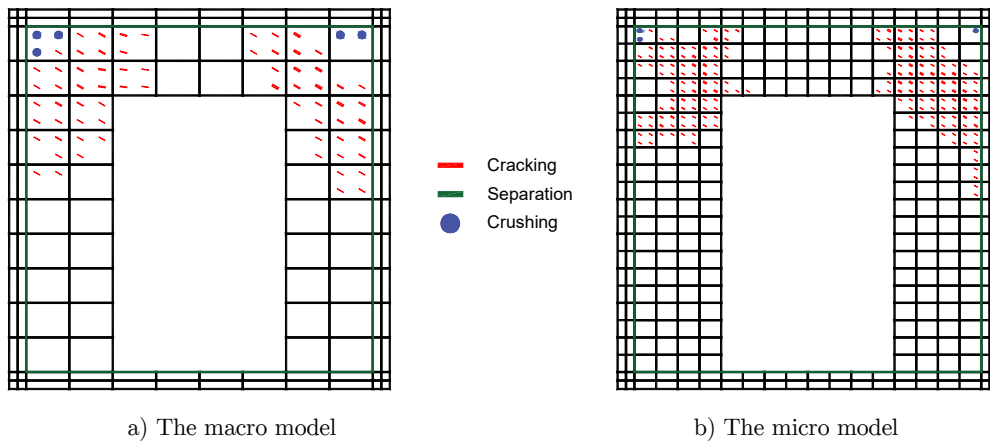 Cracking
Separation
Crushing
a) The macro model
b) The micro model